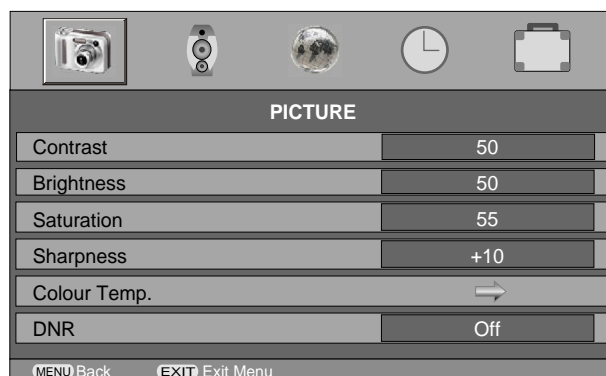 PICTURE
Contrast 50
Brightness 50
Saturation 55
Sharpness +10
Colour Temp.
DNR Off
MENU Back EXIT Exit Menu